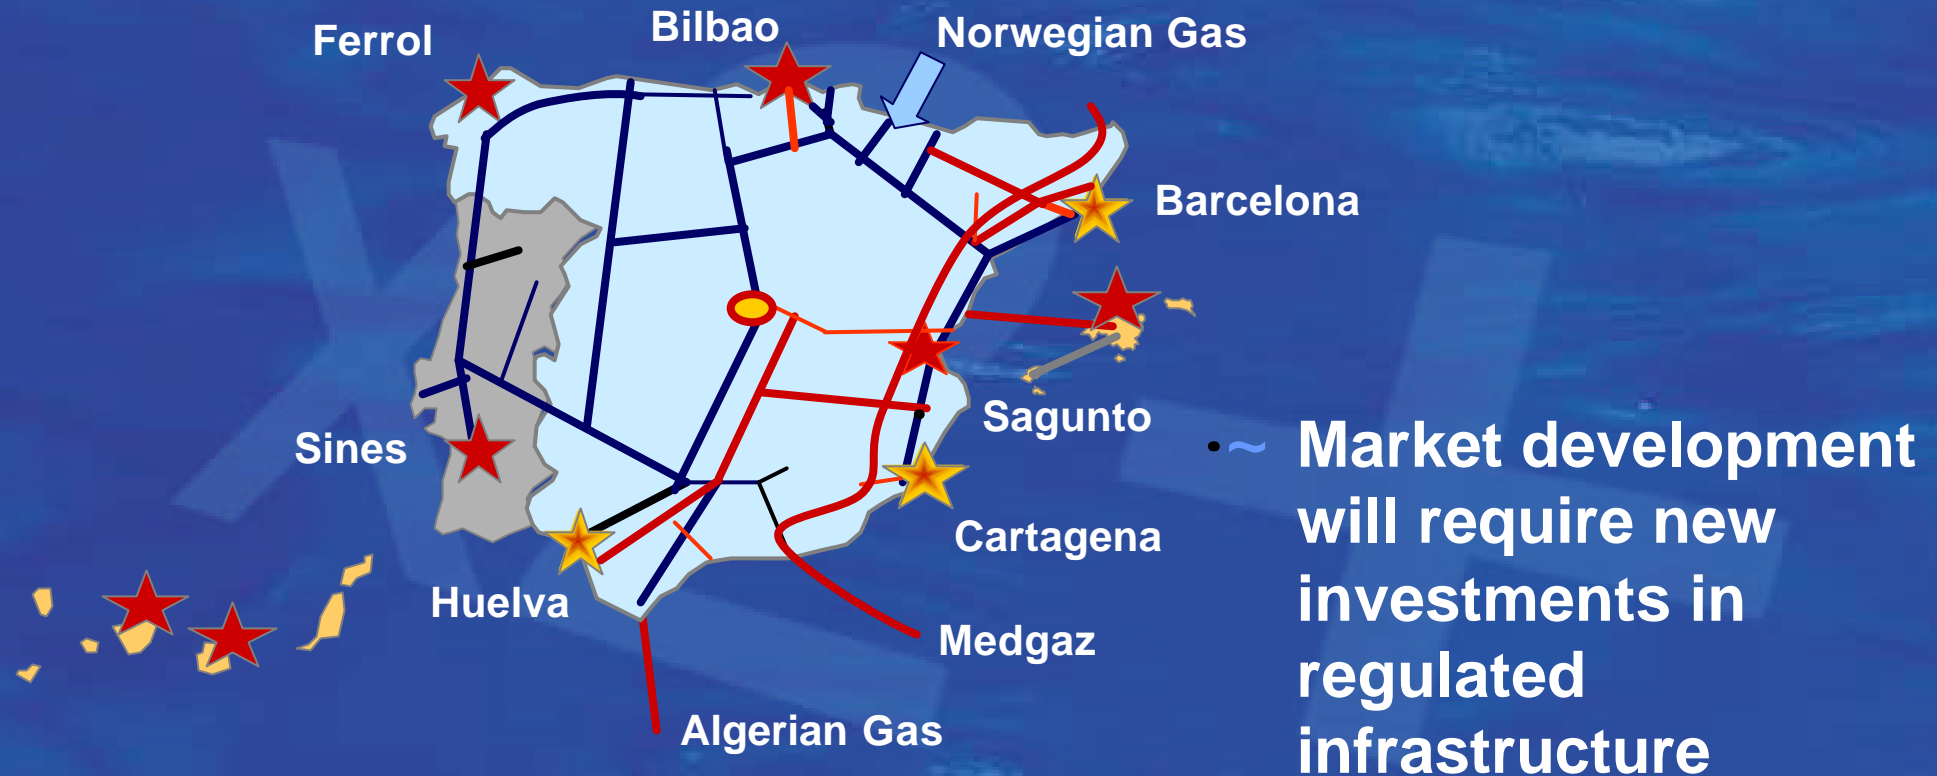 Ferrol
Bilbao
Norwegian Gas
Barcelona
Sagunto
Sines
Cartagena
Huelva
Medgaz
Algerian Gas
•~ Market development
will require new
investments in
regulated
infrastructure